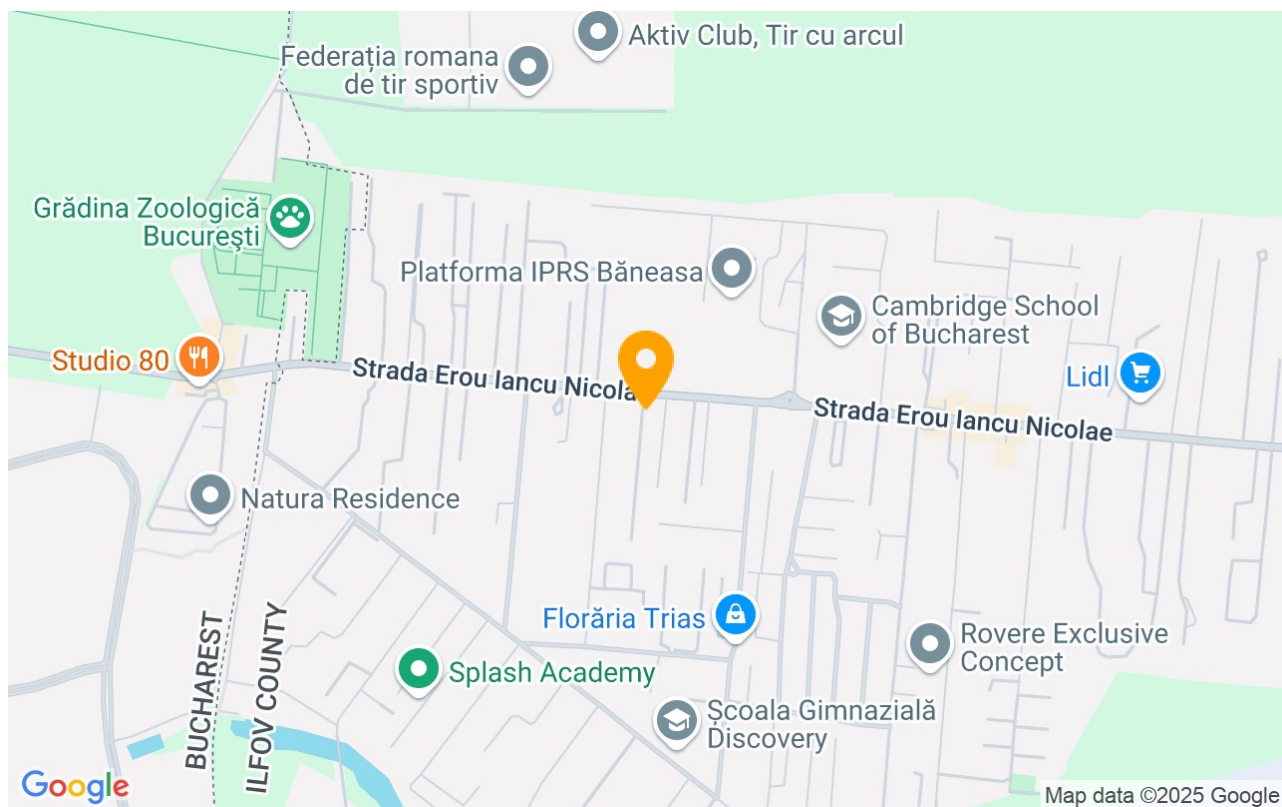 Aktiv Club, Tir cu arcul
Federația romana
de tir sportiv
Grădina Zoologică
București
Platforma IPRS Băneasa
Cambridge School
of Bucharest
Studio 80
Strada Erou Iancu Nicola
Lidl
Strada Erou Iancu Nicolae
Natura Residence
Florăria Trias
Rovere Exclusive
Concept
BUCHAREST
ILFOV COUNTY
Splash Academy
Școala Gimnazială
Discovery
Google
Map data ©2025 Google